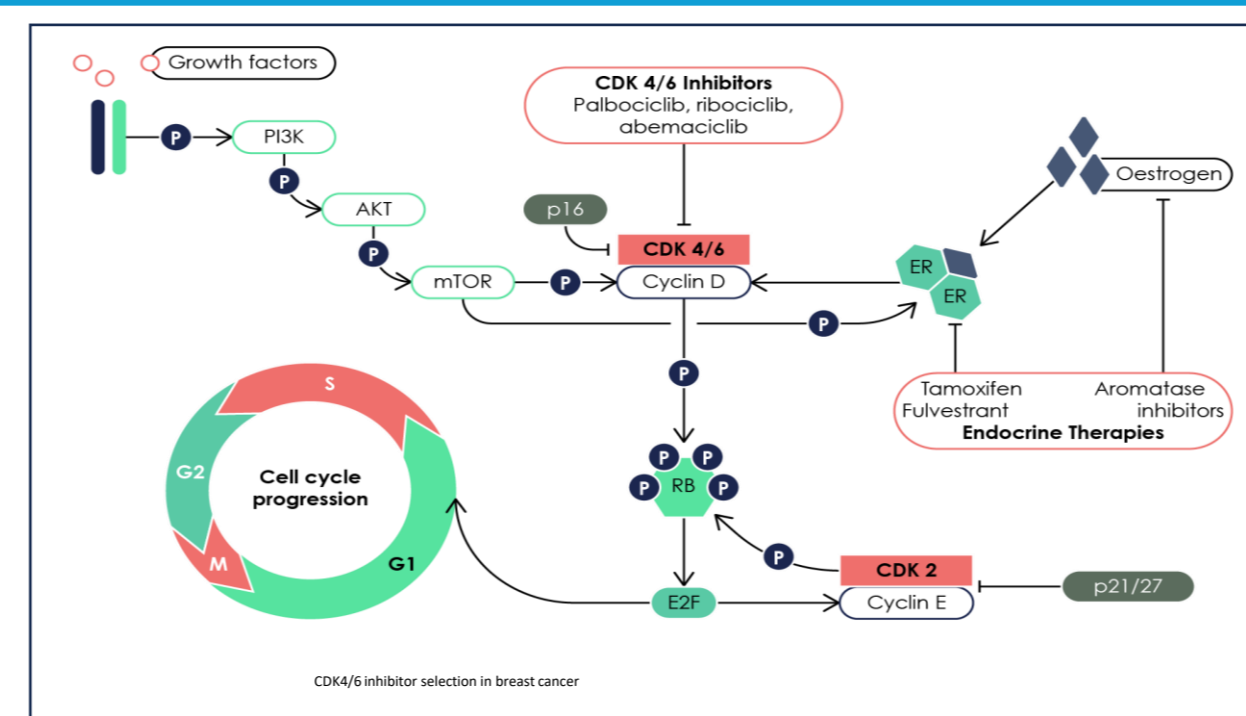 Growth factors
P
PI3K
P
AKT
P
mTOR
P
CDK 4/6 Inhibitors
Palbociclib, ribociclib,
abemaciclib
p16
CDK 4/6
Cyclin D
Oestrogen
ER
ER
P
Tamoxifen
Fulvestrant
Aromatase
inhibitors
Endocrine Therapies
P
P
P
P
P
RB
S
G2
M
G1
Cell cycle
progression
P
CDK 2
Cyclin E
p21/27
E2F
CDK4/6 inhibitor selection in breast cancer